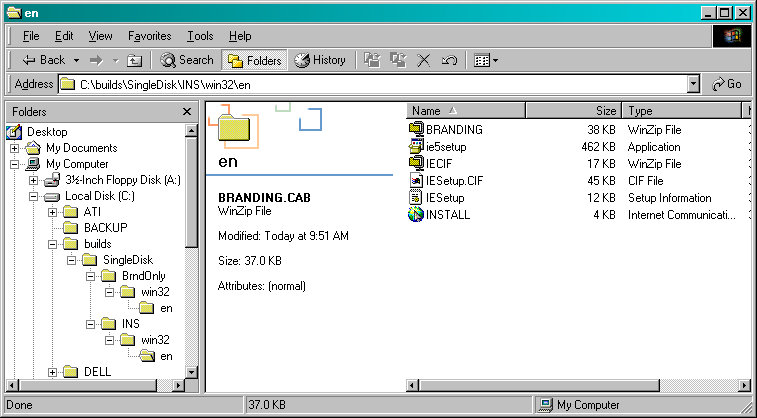 en
File Edit View Favorites Tools Help
Back Search Folders History
Address C:\builds\SingleDisk\INS\win32\en Go
Folders
Desktop
My Documents
My Computer
3½-Inch Floppy Disk (A:)
Local Disk (C:)
ATI
BACKUP
builds
SingleDisk
BrndOnly
win32
en
INS
win32
en
DELL
en
BRANDING.CAB
WinZip File
Modified: Today at 9:51 AM
Size: 37.0 KB
Attributes: (normal)
Name Size Type
BRANDING 38 KB WinZip File
ie5setup 462 KB Application
IECIF 17 KB WinZip File
IESetup.CIF 45 KB CIF File
IESetup 12 KB Setup Information
INSTALL 4 KB Internet Communicati...
Done 37.0 KB My Computer